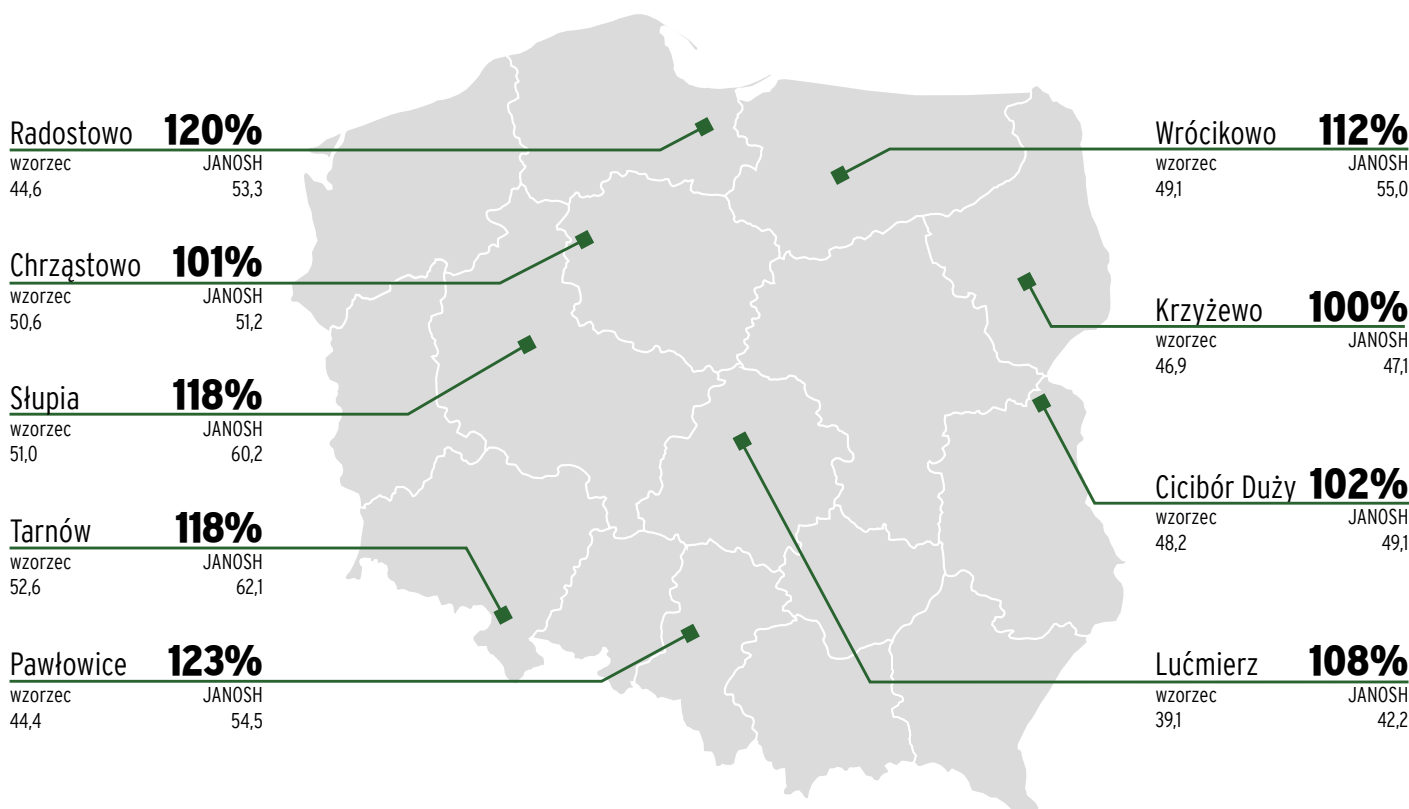 Radostowo 120%
wzorzec JANOSH
44,6 53,3
Chrząstowo 101%
wzorzec JANOSH
50,6 51,2
Słupia 118%
wzorzec JANOSH
51,0 60,2
Tarnów 118%
wzorzec JANOSH
52,6 62,1
Pawłowice 123%
wzorzec JANOSH
44,4 54,5
Wrócikowo 112%
wzorzec JANOSH
49,1 55,0
Krzyżewo 100%
wzorzec JANOSH
46,9 47,1
Cicibór Duży 102%
wzorzec JANOSH
48,2 49,1
Lućmierz 108%
wzorzec JANOSH
39,1 42,2